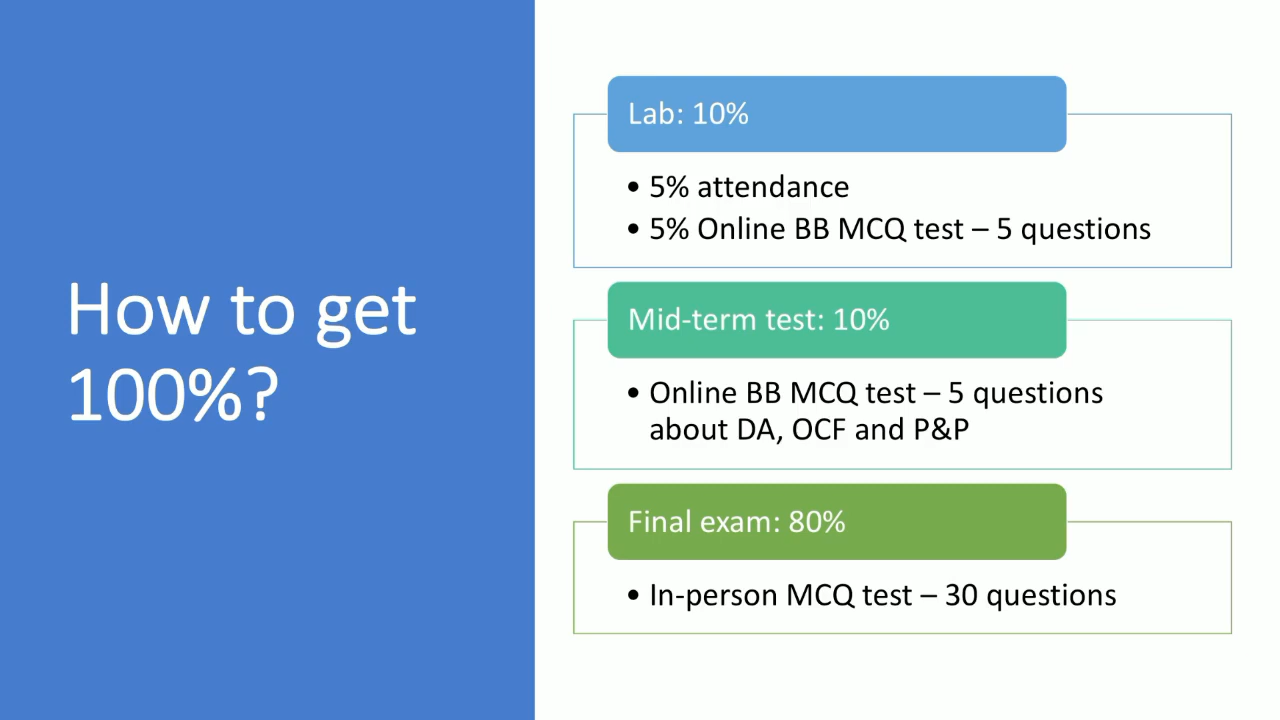 How to get
100%?
Lab: 10%
• 5% attendance
• 5% Online BB MCQ test – 5 questions
Mid-term test: 10%
• Online BB MCQ test – 5 questions
about DA, OCF and P&P
Final exam: 80%
• In-person MCQ test – 30 questions